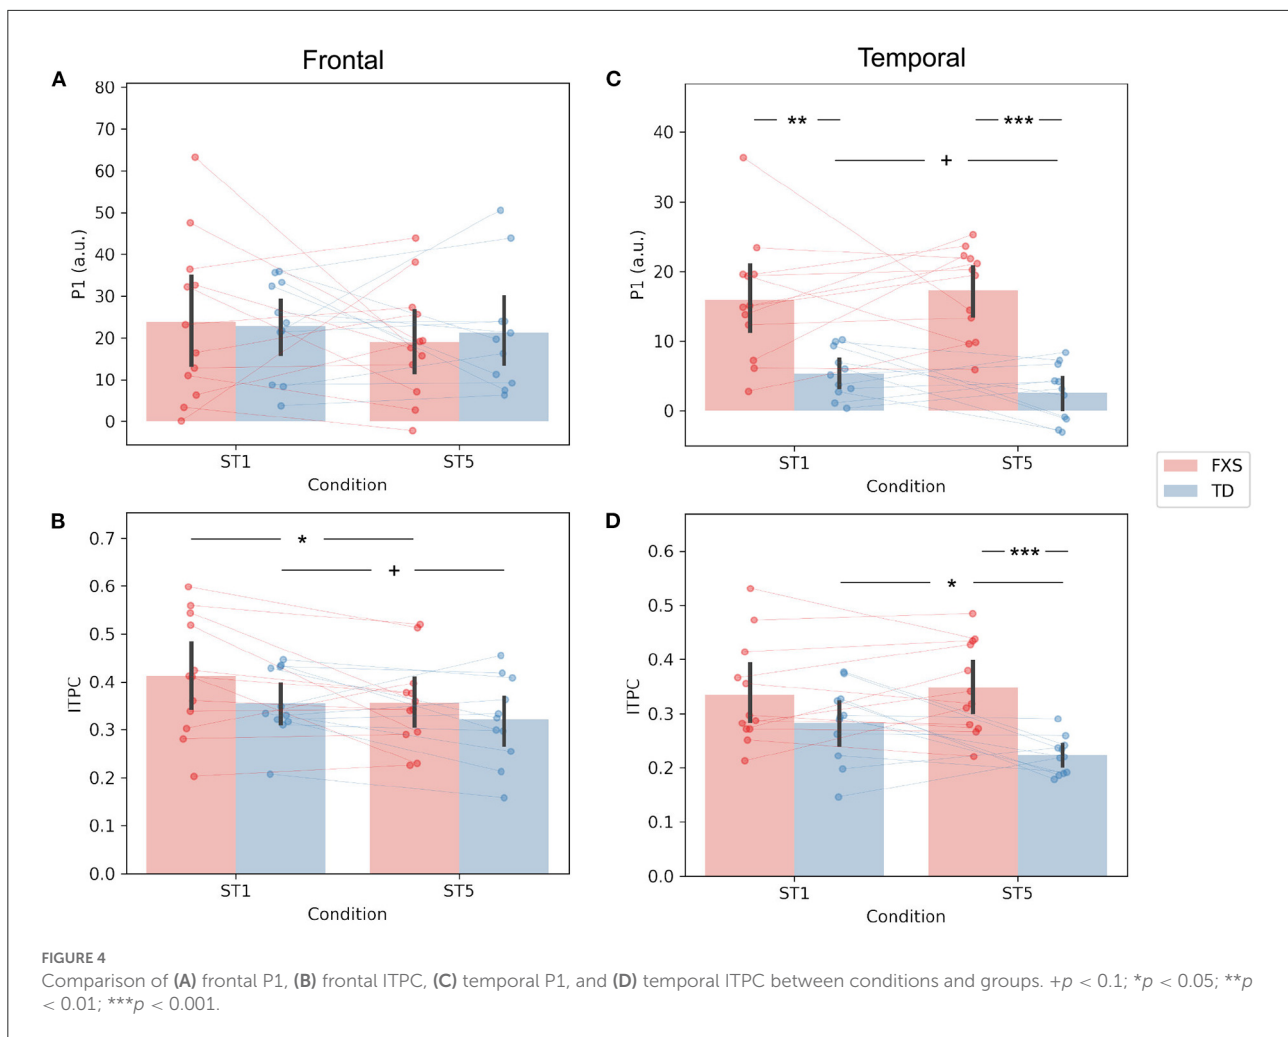 Frontal
A
80
70
60
50
40
30
20
10
0
P1 (a.u.)
ST1
ST5
Condition
Temporal
C
** ***
+
40
30
20
10
0
P1 (a.u.)
ST1
ST5
Condition
FXS
TD
B
*
+
0.7
0.6
0.5
0.4
0.3
0.2
0.1
0.0
ITPC
ST1
ST5
Condition
D
***
*
0.6
0.5
0.4
0.3
0.2
0.1
0.0
ITPC
ST1
ST5
Condition
FIGURE 4
Comparison of (A) frontal P1, (B) frontal ITPC, (C) temporal P1, and (D) temporal ITPC between conditions and groups. +p < 0.1; *p < 0.05; **p
< 0.01; ***p < 0.001.